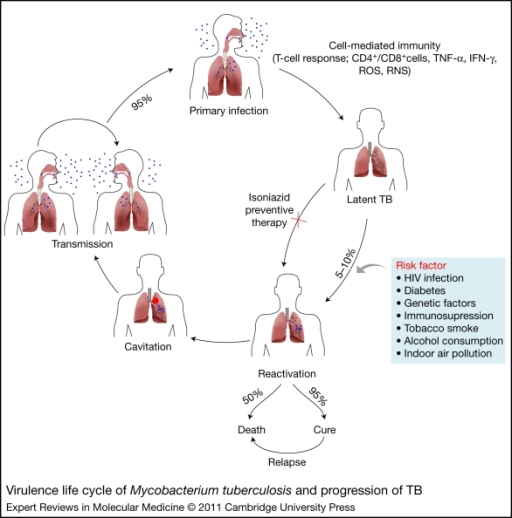 Cell-mediated immunity
(T-cell response; CD4⁺/CD8⁺cells, TNF-α, IFN-γ,
ROS, RNS)
Primary infection
95%
Latent TB
Isoniazid
preventive
therapy
Transmission
5–10%
Risk factor
• HIV infection
• Diabetes
• Genetic factors
• Immunosupression
• Tobacco smoke
• Alcohol consumption
• Indoor air pollution
Cavitation
Reactivation
50%
95%
Death
Cure
Relapse
Virulence life cycle of Mycobacterium tuberculosis and progression of TB
Expert Reviews in Molecular Medicine © 2011 Cambridge University Press